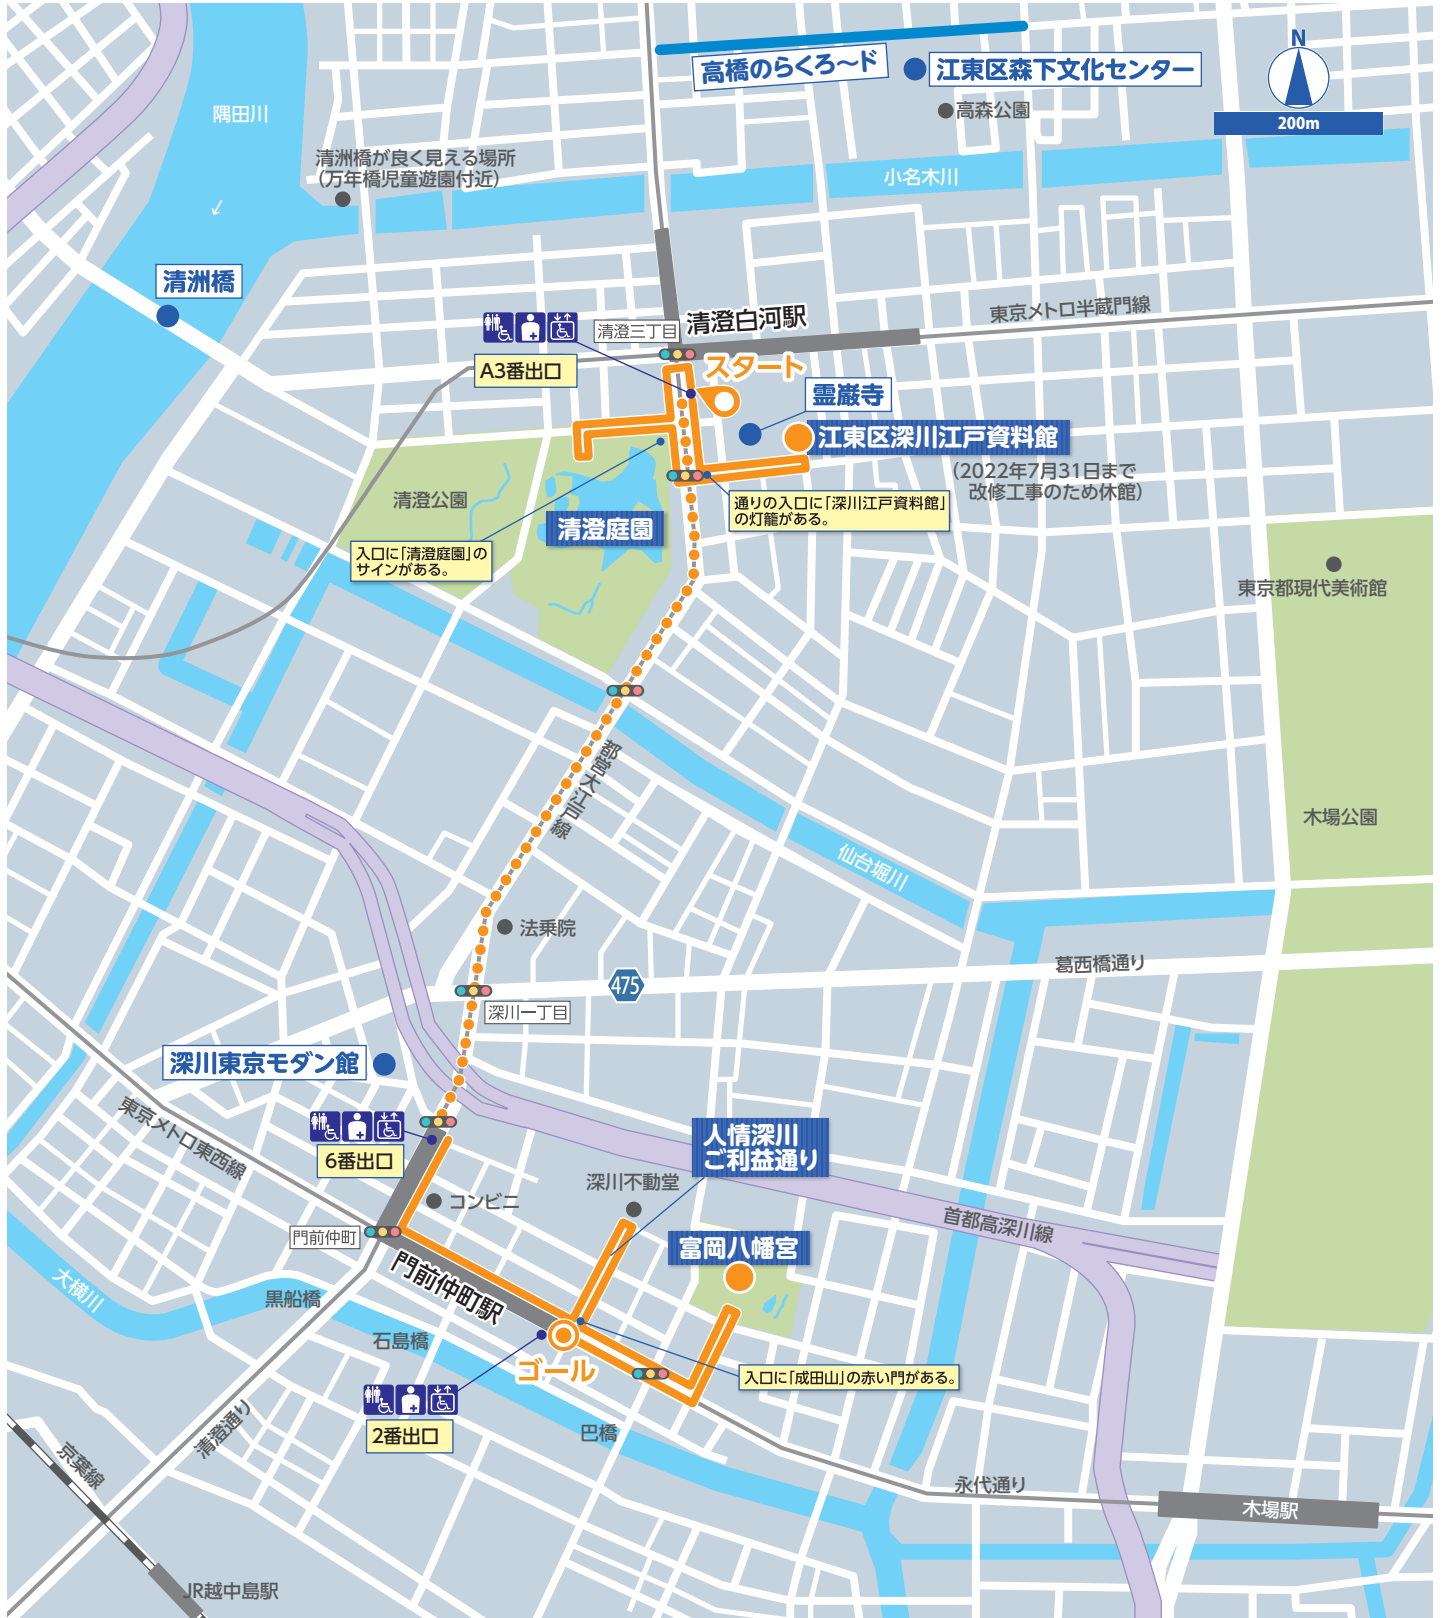 高橋のらくろ〜ド
江東区森下文化センター
N
200m
高森公園
隅田川
←
清洲橋が良く見える場所
(万年橋児童遊園付近)
小名木川
清洲橋
清澄三丁目
清澄白河駅
東京メトロ半蔵門線
A3番出口
スタート
霊巌寺
江東区深川江戸資料館
(2022年7月31日まで
改修工事のため休館)
清澄公園
通りの入口に「深川江戸資料館」
の灯籠がある。
清澄庭園
入口に「清澄庭園」の
サインがある。
東京都現代美術館
都営大江戸線
木場公園
仙台堀川
法乗院
葛西橋通り
475
深川一丁目
深川東京モダン館
東京メトロ東西線
6番出口
人情深川
ご利益通り
深川不動堂
コンビニ
首都高深川線
門前仲町
富岡八幡宮
門前仲町駅
大横川
黒船橋
石島橋
ゴール
入口に「成田山」の赤い門がある。
2番出口
巴橋
清澄通り
京葉線
永代通り
木場駅
JR越中島駅